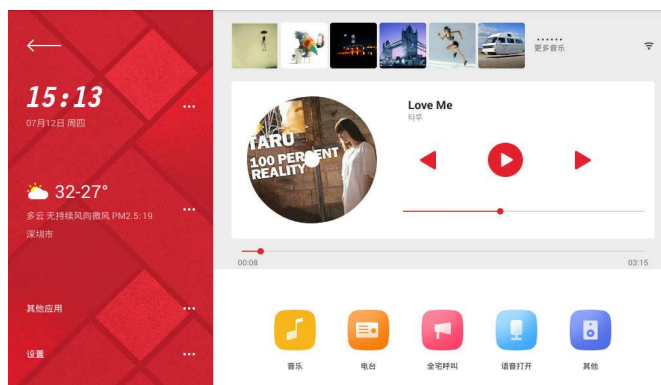 15:13
07月12日 周四
32-27°
多云 无持续风向微风 PM2.5:19
深圳市
其他应用
设置
更多音乐
TARU
100 PERCENT
REALITY
Love Me
타루
00:08
03:15
音乐
电台
全宅呼叫
语音打开
其他